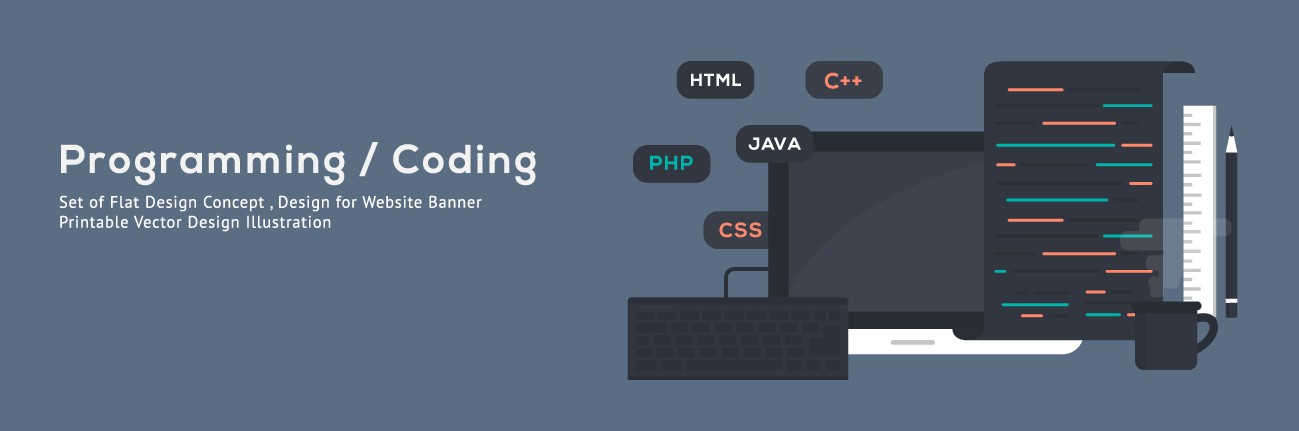 Programming / Coding
Set of Flat Design Concept , Design for Website Banner
Printable Vector Design Illustration
HTML
C++
JAVA
PHP
CSS